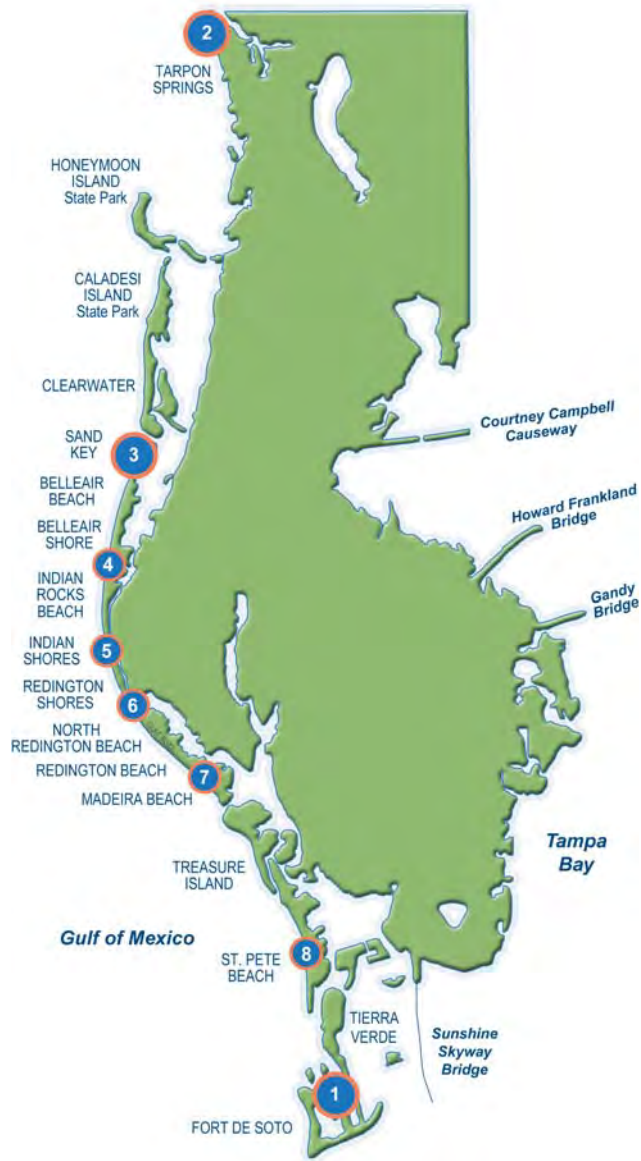 2
TARPON
SPRINGS
HONEYMOON
ISLAND
State Park
CALADESI
ISLAND
State Park
CLEARWATER
Courtney Campbell
Causeway
SAND
KEY
3
BELLEAIR
BEACH
Howard Frankland
Bridge
BELLEAIR
SHORE
4
INDIAN
ROCKS
BEACH
Gandy
Bridge
INDIAN
SHORES
5
REDINGTON
SHORES
6
NORTH
REDINGTON BEACH
REDINGTON BEACH
7
MADEIRA BEACH
Tampa
Bay
TREASURE
ISLAND
Gulf of Mexico
ST. PETE
BEACH
8
TIERRA
VERDE
Sunshine
Skyway
Bridge
1
FORT DE SOTO